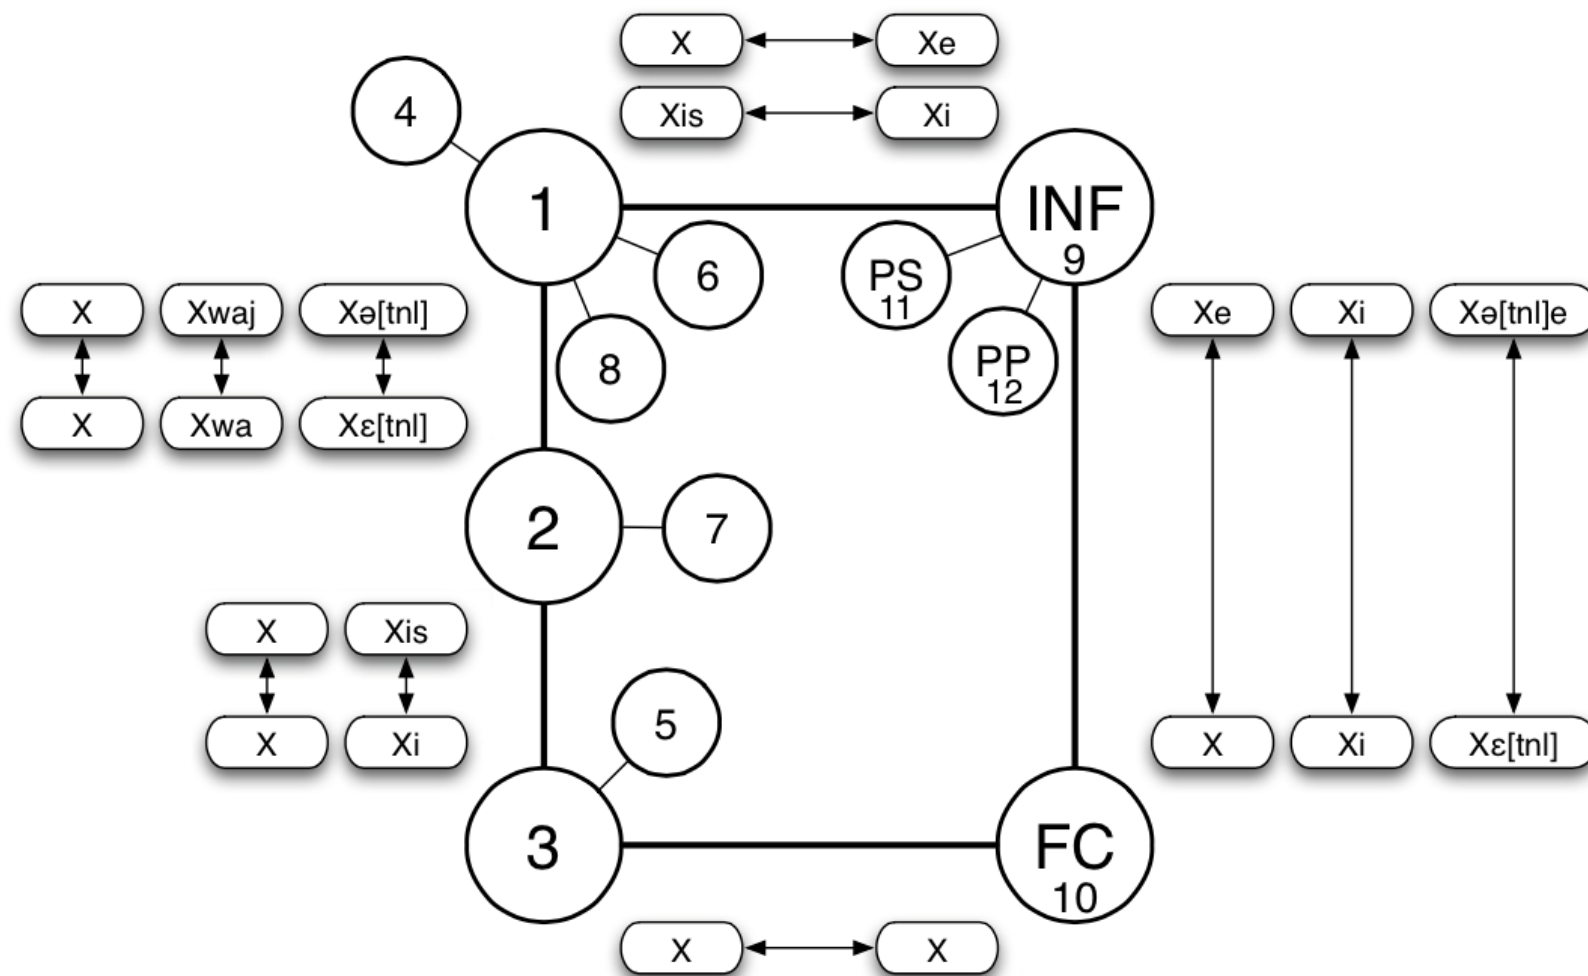 X Xe
Xis Xi
4
1 INF
9
6 PS
11
8 PP
12
X Xwaj Xə[tnl]
X Xwa Xɛ[tnl]
Xe Xi Xə[tnl]e
2 7
X Xis
X Xi
5
X Xi Xɛ[tnl]
3 FC
10
X X